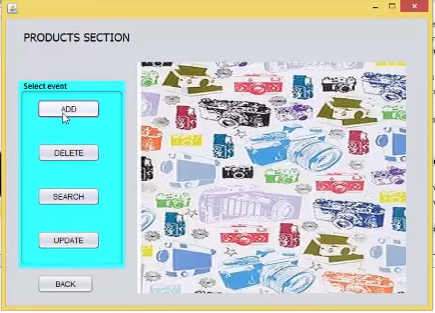 PRODUCTS SECTION
Select event
ADD
DELETE
SEARCH
UPDATE
BACK